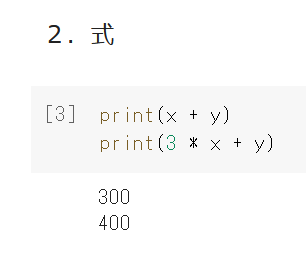 2. 式
[3] print(x + y)
print(3 * x + y)
300
400